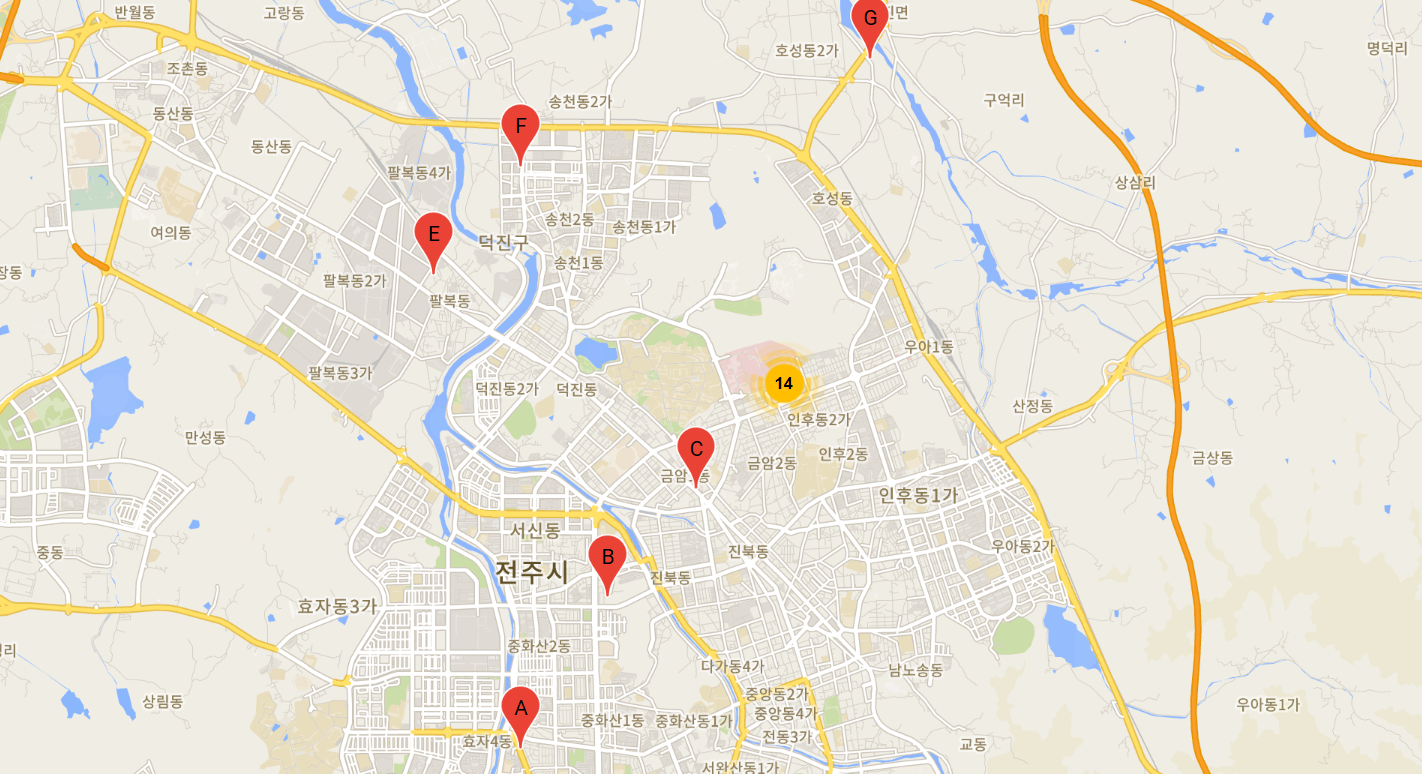 반월동
고랑동
G
면
호성동2가
명덕리
조촌동
송천동2가
구억리
동산동
F
동산동
팔복동4가
상삼리
호성동
송천2동
송천동1가
여의동
E
덕진구
송천1동
장동
팔복동2가
팔복동
우아1동
팔복동3가
14
덕진동2가
덕진동
산정동
인후동2가
만성동
C
인후2동
금상동
금암2동
금암
동
인후동1가
서신동
우아동2가
중동
B
진북동
전주시
진북동
효자동3가
중화산2동
다가동4가
남노송동
리
상림동
중앙동2가
A
우아동1가
중화산1동
중화산동1가
중앙동4가
효자4동
전동3가
교동
서완산동1가